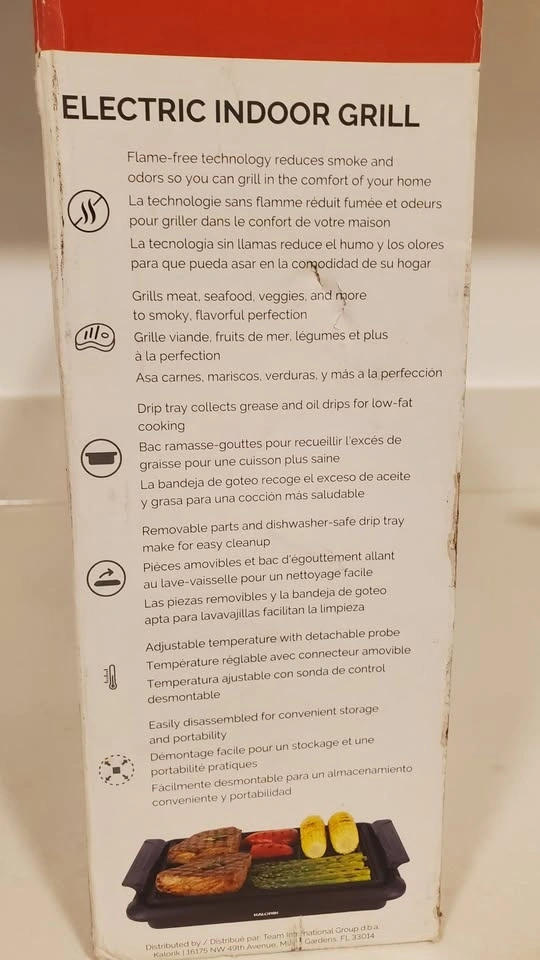 ELECTRIC INDOOR GRILL
Flame-free technology reduces smoke and
odors so you can grill in the comfort of your home
La technologie sans flamme réduit fumée et odeurs
pour griller dans le confort de votre maison
La tecnologia sin llamas reduce el humo y los olores
para que pueda asar en la comodidad de su hogar
Grills meat, seafood, veggies, and more
to smoky, flavorful perfection
Grille viande, fruits de mer, légumes et plus
à la perfection
Asa carnes, mariscos, verduras, y más a la perfección
Drip tray collects grease and oil drips for low-fat
cooking
Bac ramasse-gouttes pour recueillir l'excés de
graisse pour une cuisson plus saine
La bandeja de goteo recoge el exceso de aceite
y grasa para una cocción más saludable
Removable parts and dishwasher-safe drip tray
make for easy cleanup
Pièces amovibles et bac d'égouttement allant
au lave-vaisselle pour un nettoyage facile
Las piezas removibles y la bandeja de goteo
apta para lavavajillas facilitan la limpieza
Adjustable temperature with detachable probe
Température réglable avec connecteur amovible
Temperatura ajustable con sonda de control
desmontable
Easily disassembled for convenient storage
and portability
Démontage facile pour un stockage et une
portabilité pratiques
Fácilmente desmontable para un almacenamiento
conveniente y portabilidad
KALORIK
Distributed by / Distribué par: Team International Group d.b.a.
Kalorik | 16175 NW 49th Avenue, Gardens, FL 33014